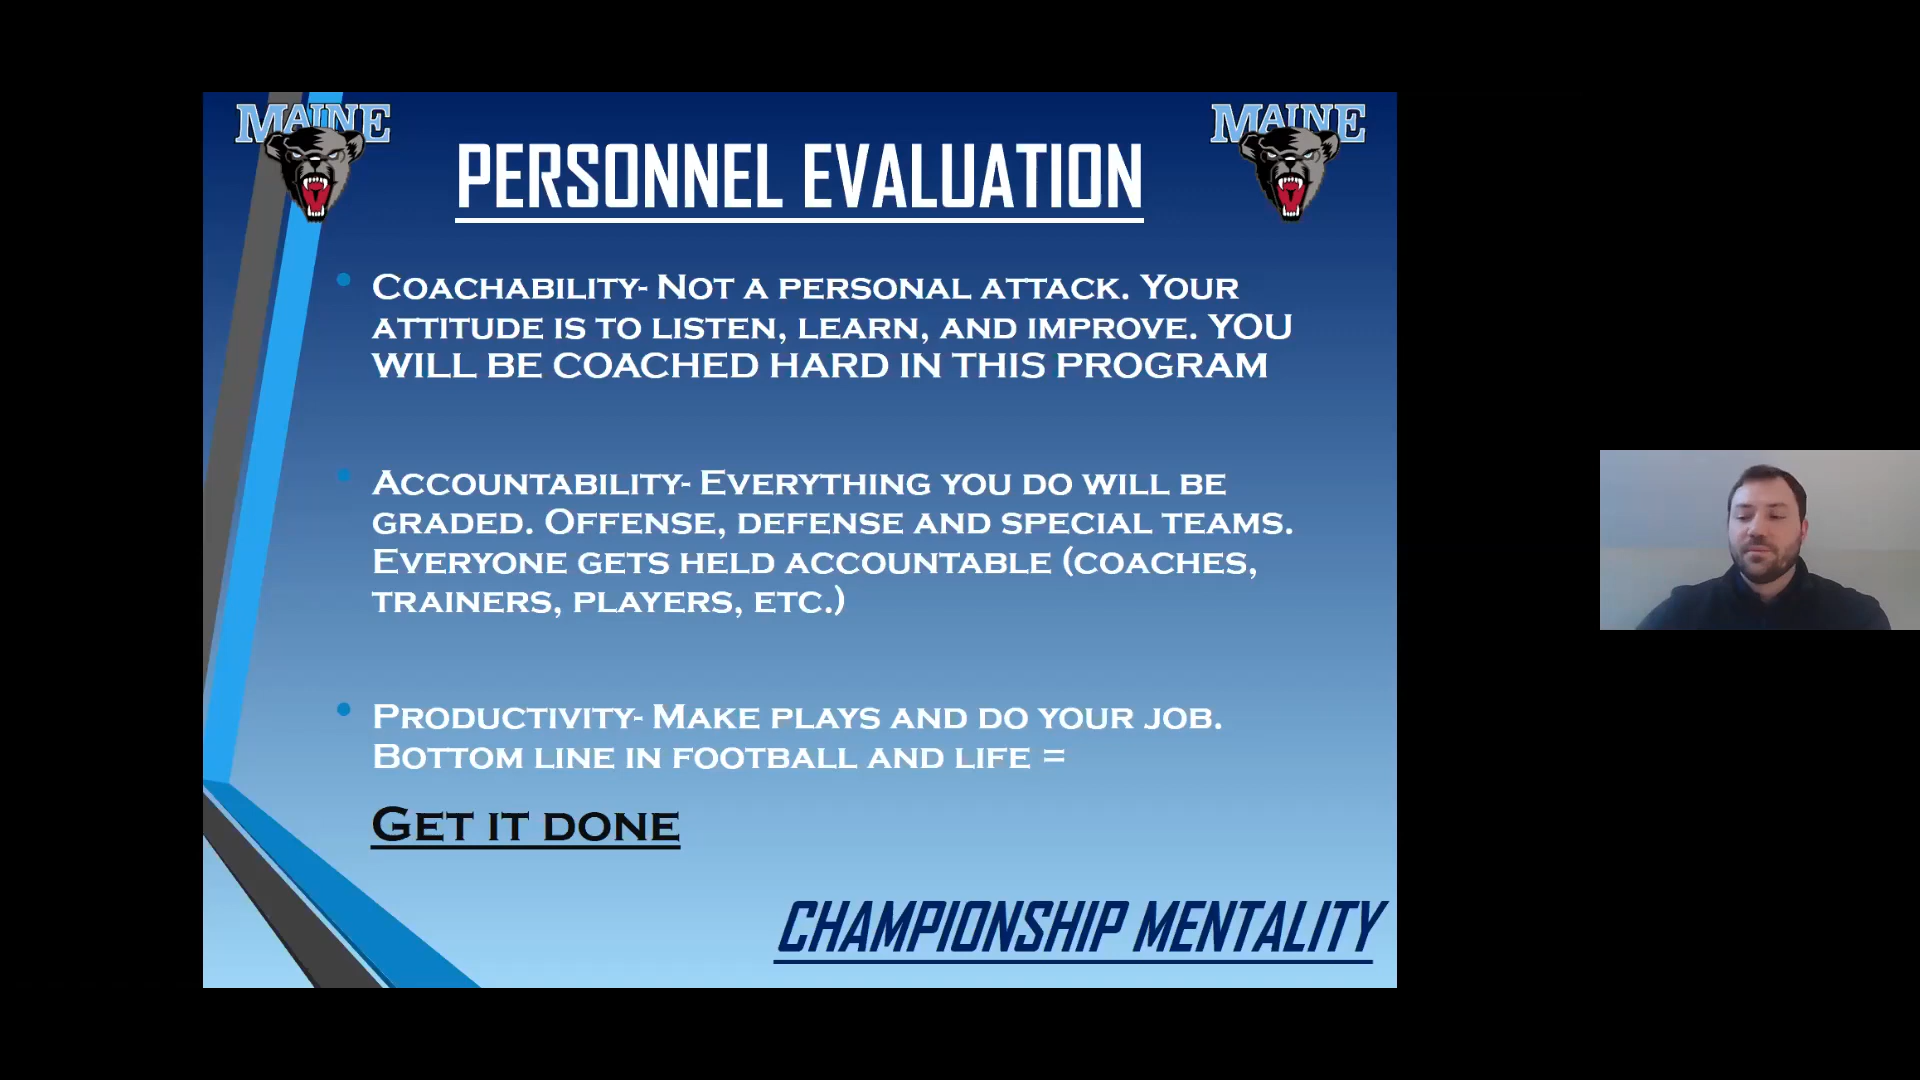 MAINE
MAINE
PERSONNEL EVALUATION
Coachability- Not a personal attack. Your
attitude is to listen, learn, and improve. YOU
WILL BE COACHED HARD IN THIS PROGRAM
Accountability- Everything you do will be
graded. Offense, defense and special teams.
Everyone gets held accountable (coaches,
trainers, players, etc.)
Productivity- Make plays and do your job.
Bottom line in football and life =
Get it done
CHAMPIONSHIP MENTALITY